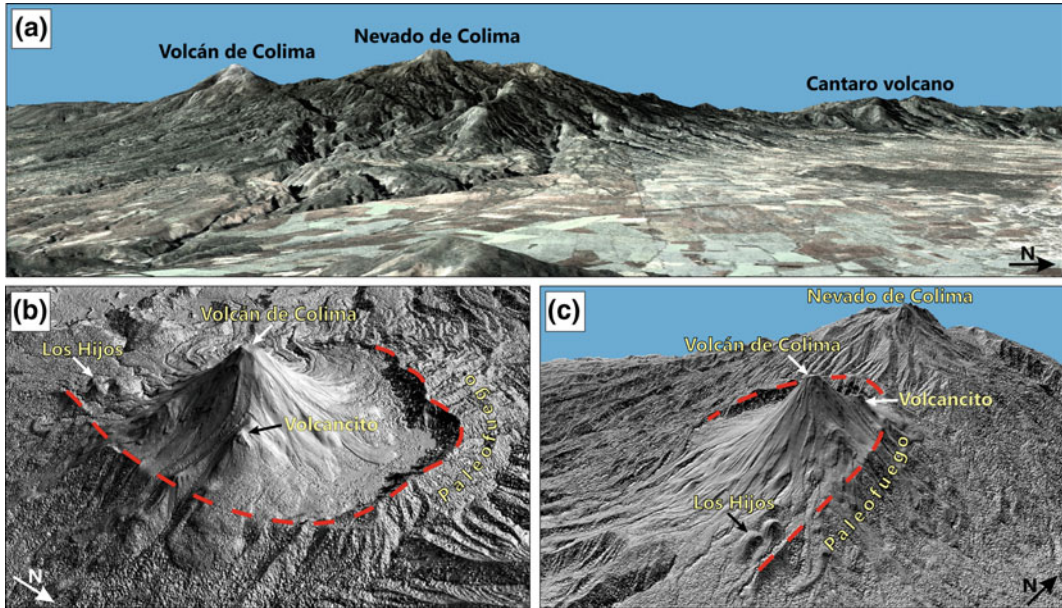 (a)
Volcán de Colima
Nevado de Colima
Cantaro volcano
N
(b)
Volcán de Colima
Los Hijos
Volcancito
Paleofuego
N
(c)
Nevado de Colima
Volcán de Colima
Volcancito
Los Hijos
Paleofuego
N